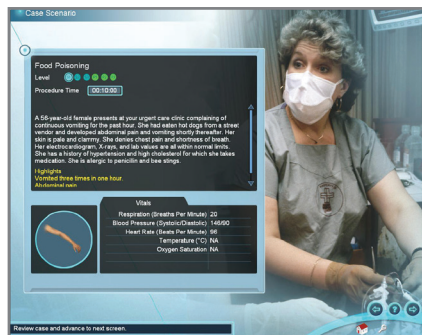 Case Scenario
Food Poisoning
Level
Procedure Time 00:10:00
A 56-year-old female presents at your urgent care clinic complaining of
continuous vomiting for the past hour. She had eaten hot dogs from a street
vendor and developed abdominal pain and vomiting shortly thereafter. Her
skin is pale and clammy. She denies chest pain and shortness of breath.
Her electrocardiogram, X-rays, and lab values are all within normal limits.
She has a history of hypertension and high cholesterol for which she takes
medication. She is allergic to penicillin and bee stings.
Highlights
Vomited three times in one hour.
Abdominal pain
Vitals
Respiration (Breaths Per Minute) 20
Blood Pressure (Systolic/Diastolic) 146/90
Heart Rate (Beats Per Minute) 96
Temperature (°C) NA
Oxygen Saturation NA
?
Review case and advance to next screen.